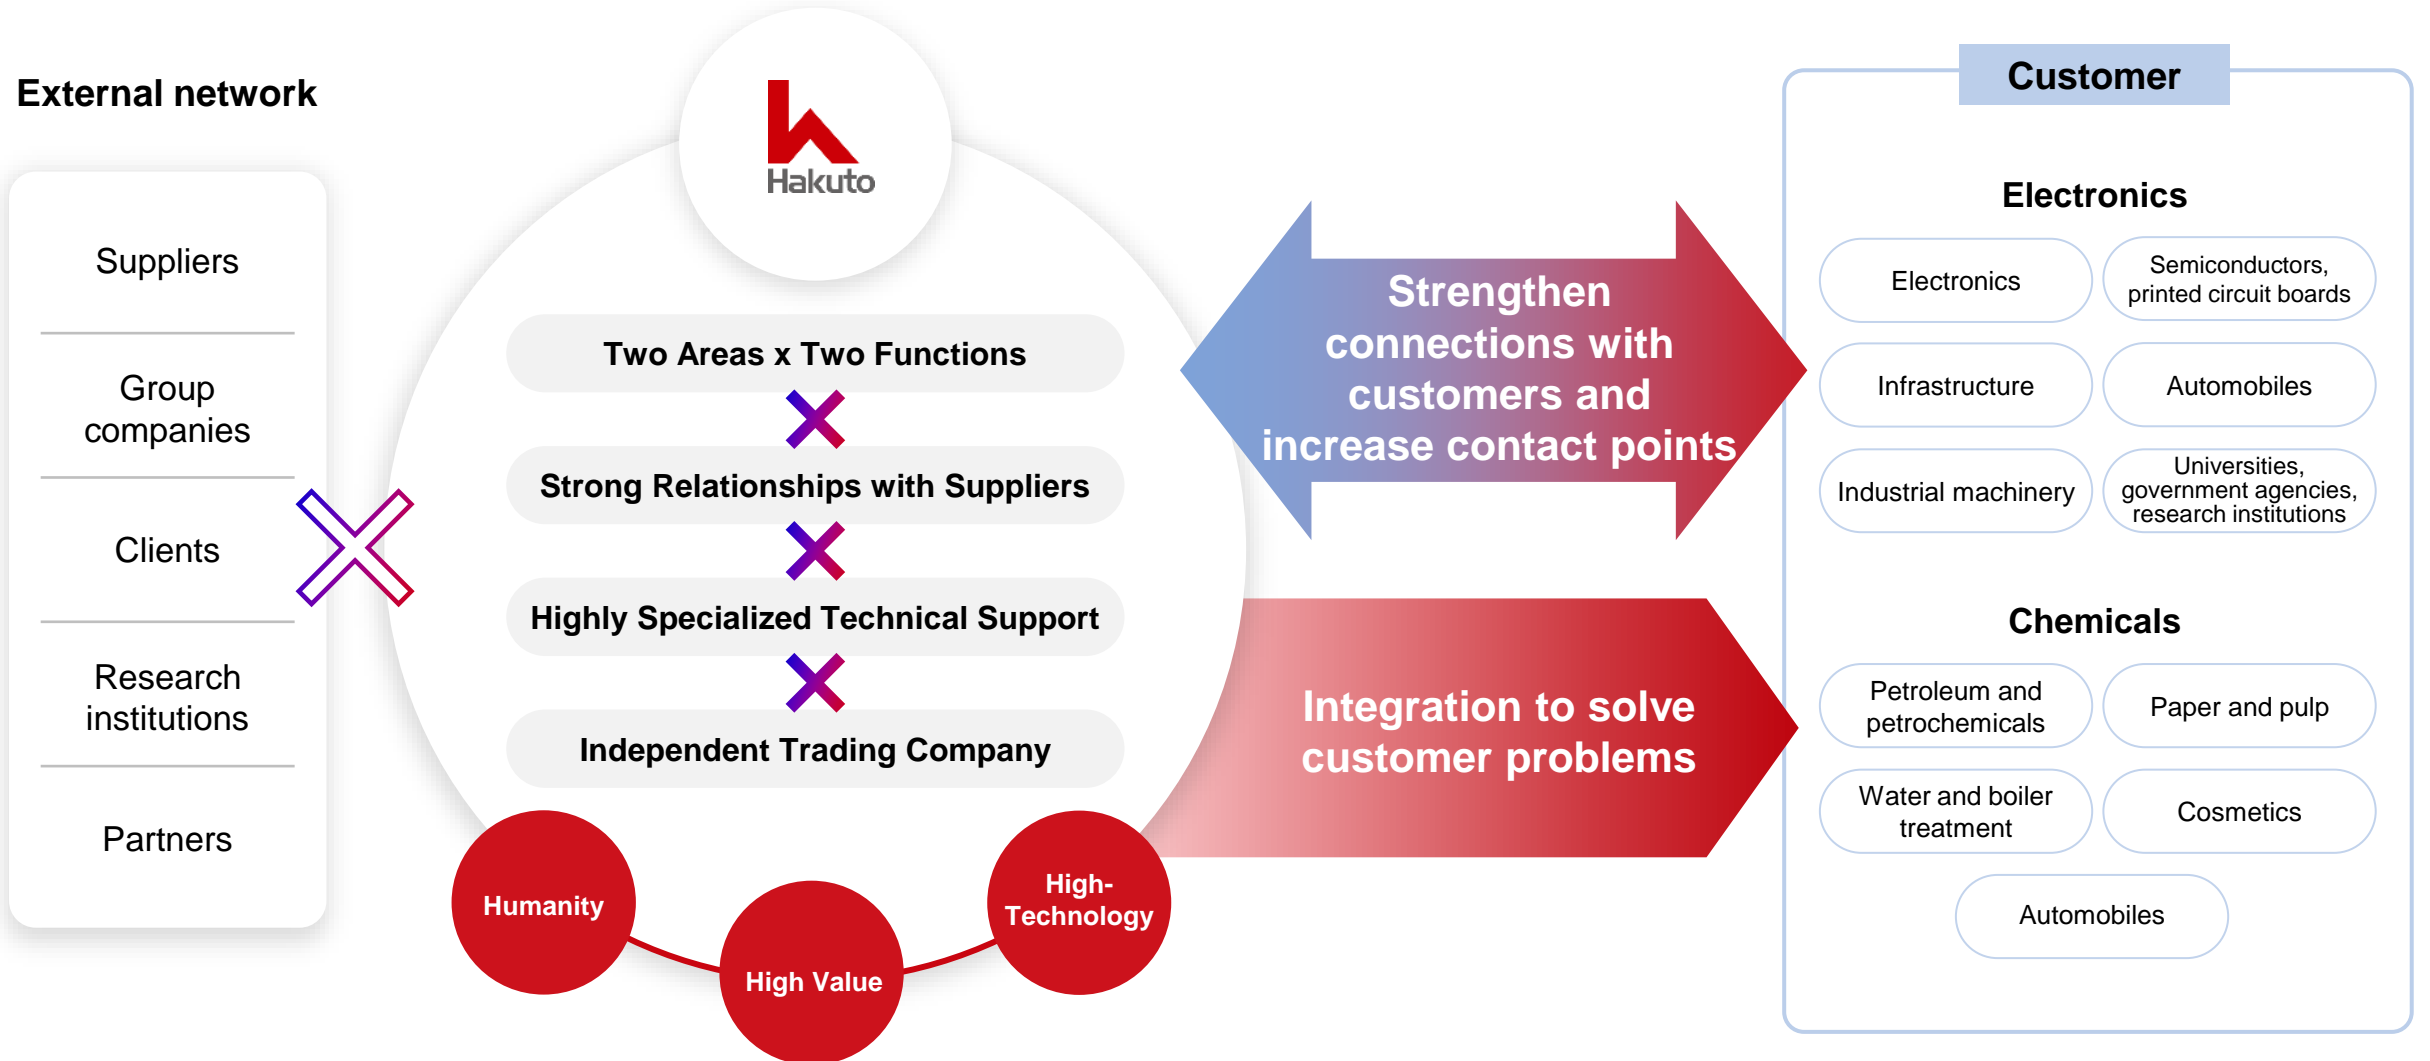 External network
Suppliers
Group
companies
Clients
Research
institutions
Partners
Hakuto
Two Areas x Two Functions
Strong Relationships with Suppliers
Highly Specialized Technical Support
Independent Trading Company
Humanity
High Value
High-
Technology
Strengthen
connections with
customers and
increase contact points
Integration to solve
customer problems
Customer
Electronics
Electronics
Semiconductors,
printed circuit boards
Infrastructure
Automobiles
Industrial machinery
Universities,
government agencies,
research institutions
Chemicals
Petroleum and
petrochemicals
Paper and pulp
Water and boiler
treatment
Cosmetics
Automobiles